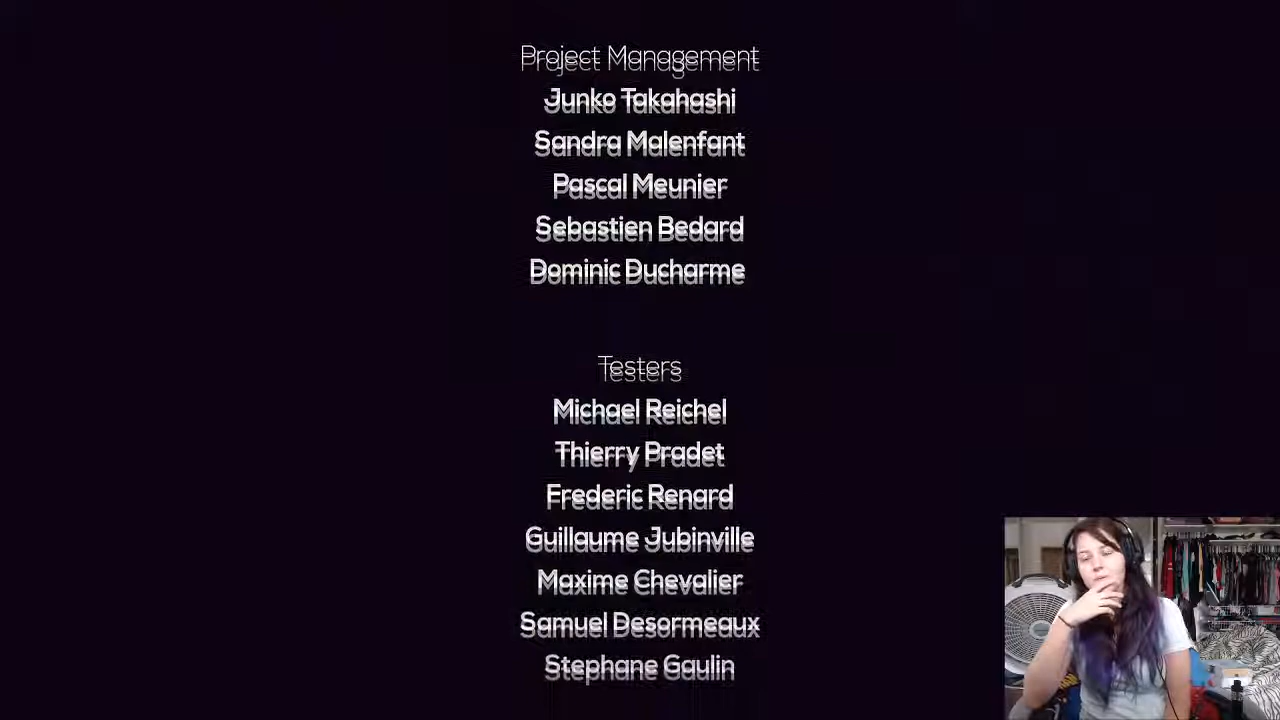 Project Management
Junko Takahashi
Sandra Malenfant
Pascal Meunier
Sebastien Bedard
Dominic Ducharme
Testers
Michael Reichel
Thierry Pradet
Frederic Renard
Guillaume Jubinville
Maxime Chevalier
Samuel Desormeaux
Stephane Gaulin